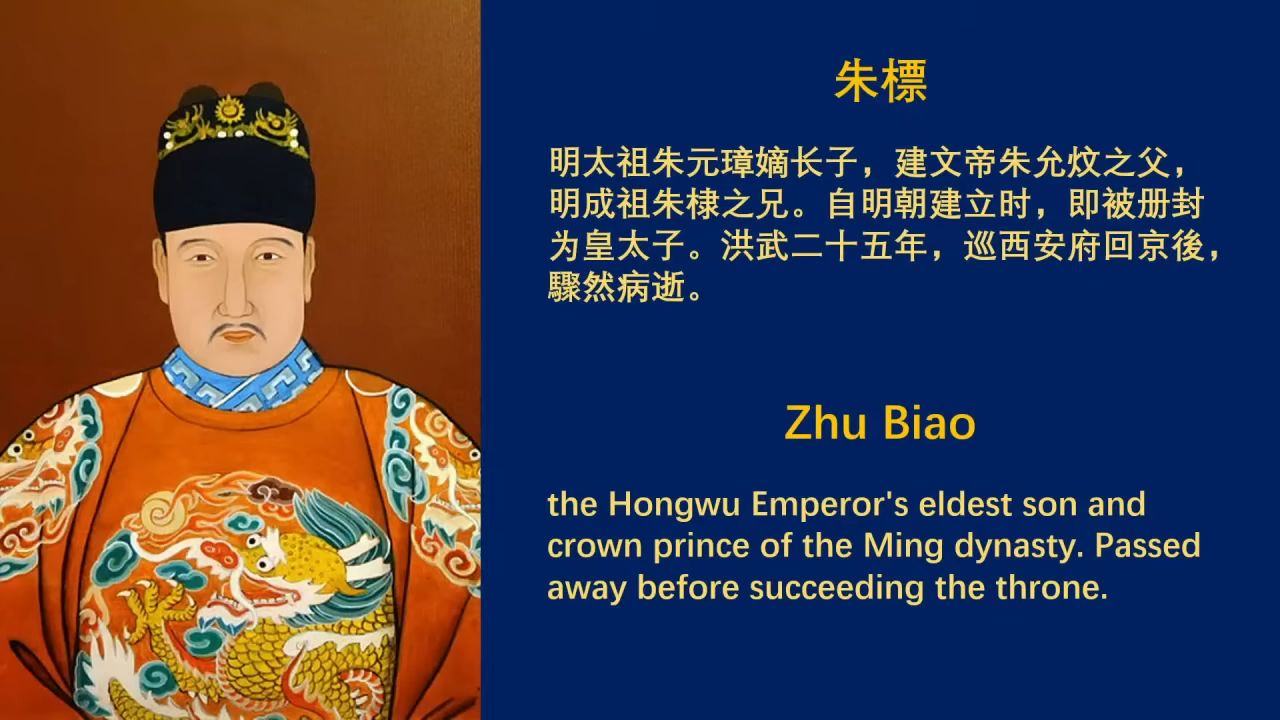 朱標
明太祖朱元璋嫡长子，建文帝朱允炆之父，
明成祖朱棣之兄。自明朝建立时，即被册封
为皇太子。洪武二十五年，巡西安府回京後，
驟然病逝。
Zhu Biao
the Hongwu Emperor's eldest son and
crown prince of the Ming dynasty. Passed
away before succeeding the throne.